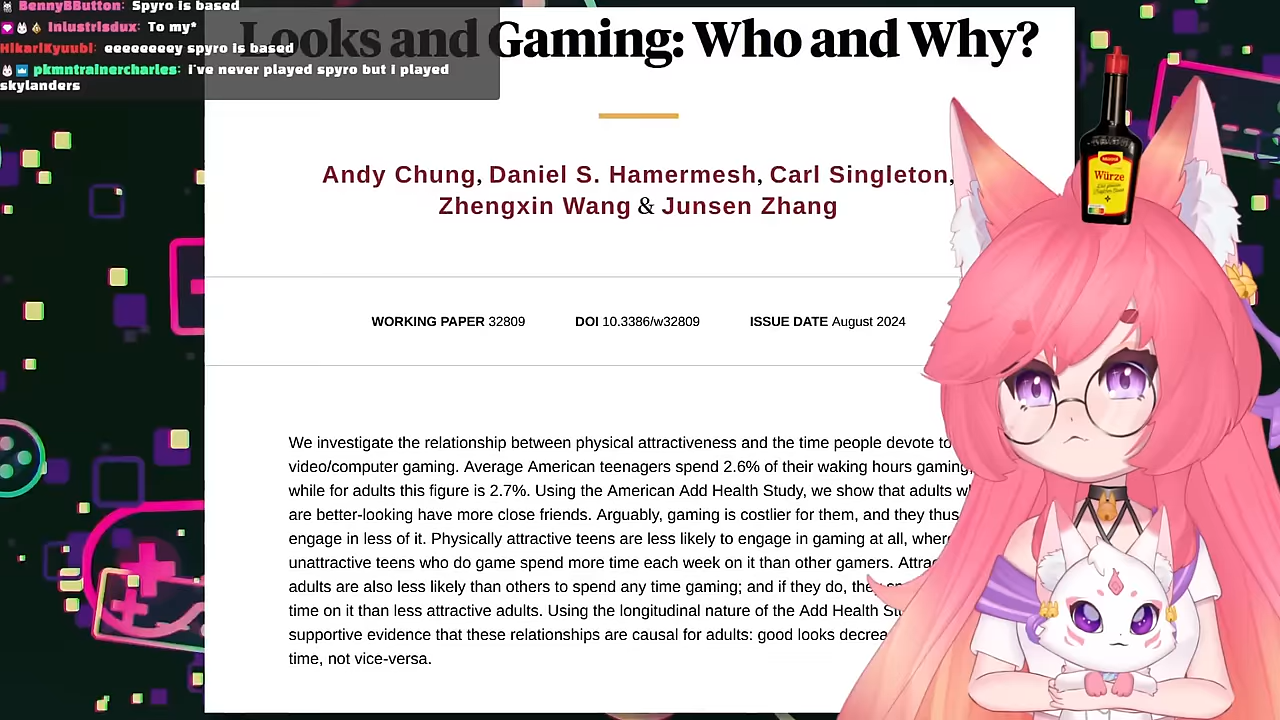 BennyBButton: Spyro is based
Inlustrisdux: To my*
HikariKyuubi: eeeeeeeey spyro is based
pkmntrainercharles: I've never played spyro but I played
skylanders
Looks and Gaming: Who and Why?
Andy Chung, Daniel S. Hamermesh, Carl Singleton,
Zhengxin Wang & Junsen Zhang
WORKING PAPER 32809 DOI 10.3386/w32809 ISSUE DATE August 2024
We investigate the relationship between physical attractiveness and the time people devote to
video/computer gaming. Average American teenagers spend 2.6% of their waking hours gaming,
while for adults this figure is 2.7%. Using the American Add Health Study, we show that adults w
are better-looking have more close friends. Arguably, gaming is costlier for them, and they thus
engage in less of it. Physically attractive teens are less likely to engage in gaming at all, wher
unattractive teens who do game spend more time each week on it than other gamers. Attrac
adults are also less likely than others to spend any time gaming; and if they do, they
time on it than less attractive adults. Using the longitudinal nature of the Add Health
supportive evidence that these relationships are causal for adults: good looks decrea
time, not vice-versa.
Maggi
Würze